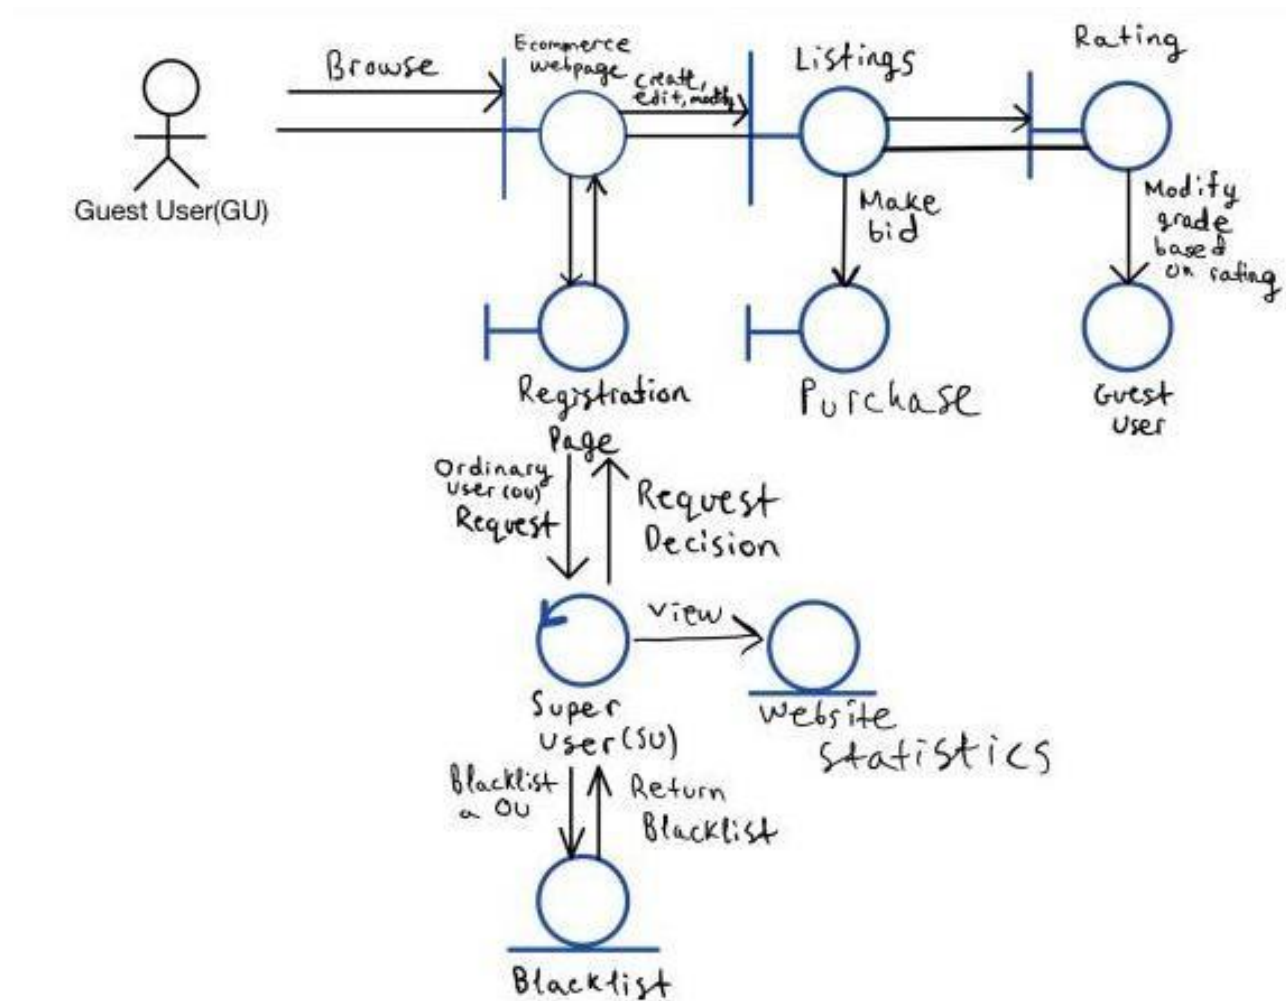 Browse
Guest User(GU)
Ecommerce
webpage
create,
edit, modify
Listings
Rating
Make
bid
Modify
grade
based
on rating
Registration
Page
Purchase
Guest
User
Ordinary
User (OU)
Request
Request
Decision
View
Super
User (SU)
Website
Statistics
Blacklist
a OU
Return
Blacklist
Blacklist